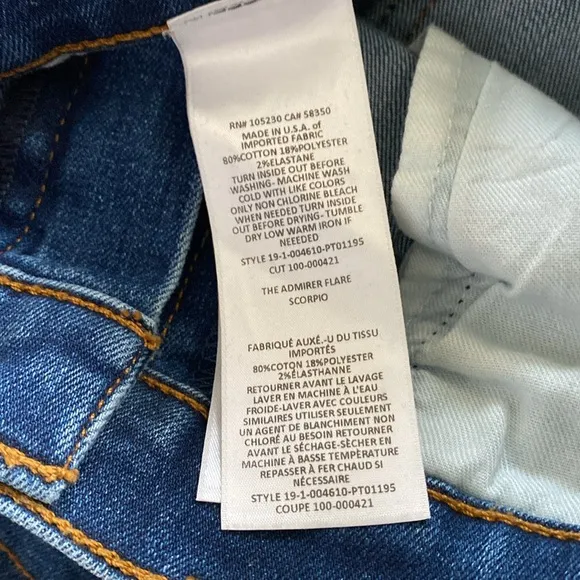 RN# 105230 CA# 58350
MADE IN U.S.A. of
IMPORTED FABRIC
80%COTTON 18%POLYESTER
2%ELASTANE
TURN INSIDE OUT BEFORE
WASHING- MACHINE WASH
COLD WITH LIKE COLORS
ONLY NON CHLORINE BLEACH
WHEN NEEDED TURN INSIDE
OUT BEFORE DRYING- TUMBLE
DRY LOW WARM IRON IF
NEEDED
STYLE 19-1-004610-PT01195
CUT 100-000421
THE ADMIRER FLARE
SCORPIO
FABRIQUÉ AUXÉ.-U DU TISSU
IMPORTÉS
80%COTON 18%POLYESTER
2%ÉLASTHANNE
RETOURNER AVANT LE LAVAGE
LAVER EN MACHINE À L'EAU
FROIDE-LAVER AVEC COULEURS
SIMILAIRES UTILISER SEULEMENT
UN AGENT DE BLANCHIMENT NON
CHLORÉ AU BESOIN RETOURNER
AVANT LE SÉCHAGE-SÉCHER EN
MACHINE À BASSE TEMPÉRATURE
REPASSER À FER CHAUD SI
NÉCESSAIRE
STYLE 19-1-004610-PT01195
COUPE 100-000421